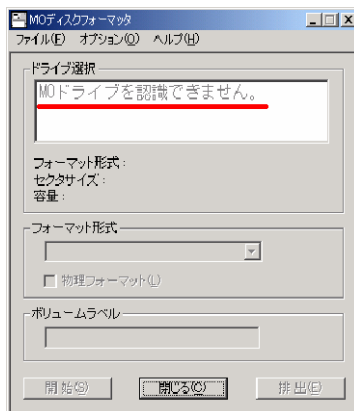 MOディスクフォーマッタ
ファイル(F) オプション(O) ヘルプ(H)
ドライブ選択
MOドライブを認識できません。
フォーマット形式:
セクタサイズ:
容量:
フォーマット形式
物理フォーマット(L)
ボリュームラベル
開始(S) 閉じる(C) 排出(E)